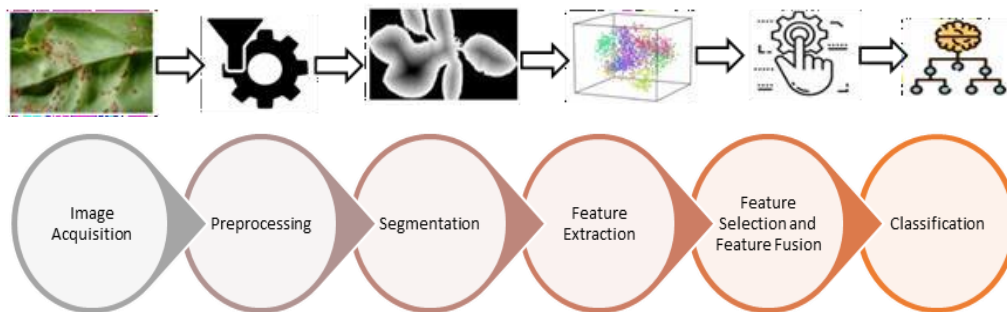 Image
Acquisition
Preprocessing
Segmentation
Feature
Extraction
Feature
Selection and
Feature Fusion
Classification